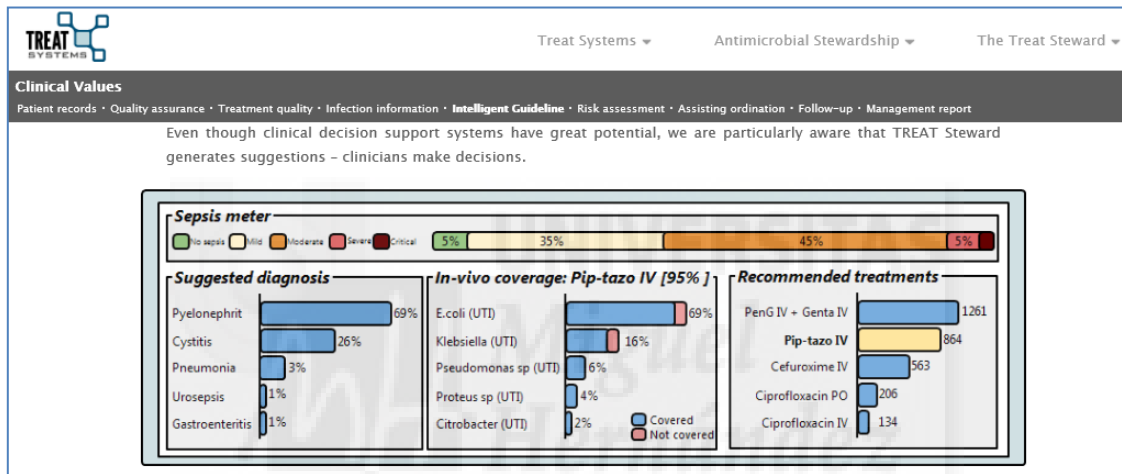 TREAT
SYSTEMS
Treat Systems
Antimicrobial Stewardship
The Treat Steward
Clinical Values
Patient records · Quality assurance · Treatment quality · Infection information · Intelligent Guideline · Risk assessment · Assisting ordination · Follow-up · Management report
Even though clinical decision support systems have great potential, we are particularly aware that TREAT Steward
generates suggestions – clinicians make decisions.
UNIVERSITAS
Miguel
Hernández
Sepsis meter
No sepsis Mild Moderate Severe Critical 5% 35% 45% 5%
Suggested diagnosis
Pyelonephrit 69%
Cystitis 26%
Pneumonia 3%
Urosepsis 1%
Gastroenteritis 1%
In-vivo coverage: Pip-tazo IV [95% ]
E.coli (UTI) 69%
Klebsiella (UTI) 16%
Pseudomonas sp (UTI) 6%
Proteus sp (UTI) 4%
Citrobacter (UTI) 2%
Covered
Not covered
Recommended treatments
PenG IV + Genta IV 1261
Pip-tazo IV 864
Cefuroxime IV 563
Ciprofloxacin PO 206
Ciprofloxacin IV 134